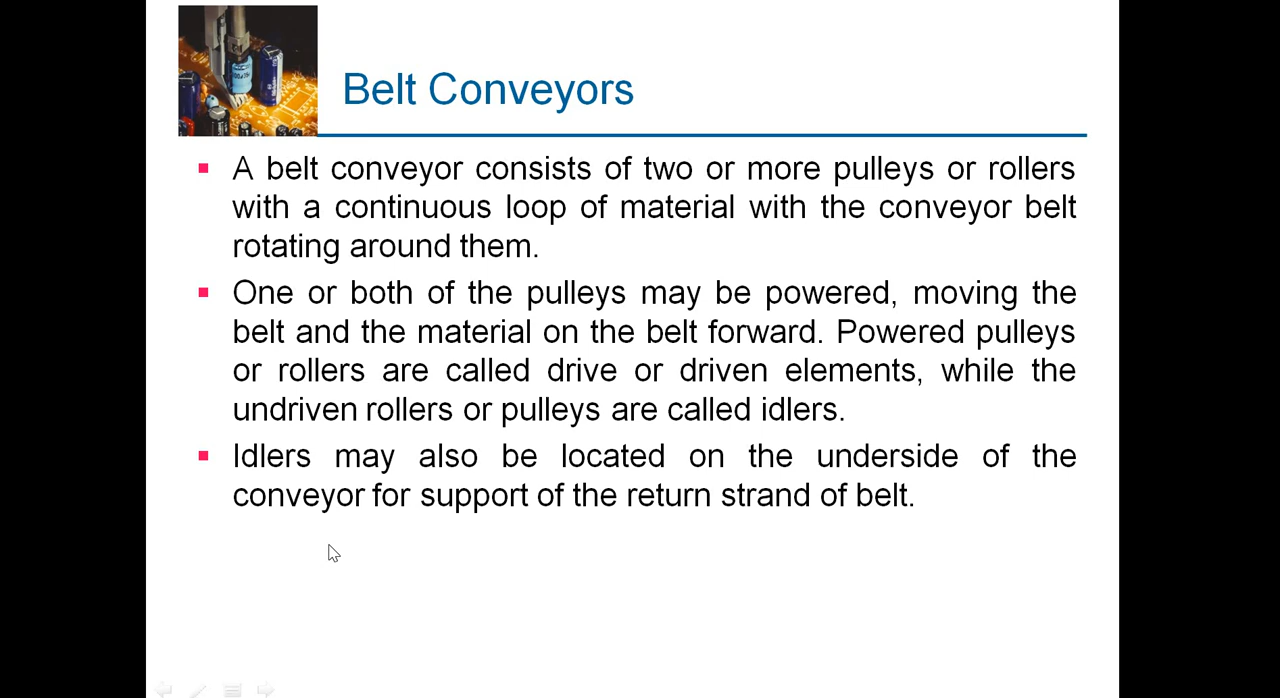 Belt Conveyors
A belt conveyor consists of two or more pulleys or rollers
with a continuous loop of material with the conveyor belt
rotating around them.
One or both of the pulleys may be powered, moving the
belt and the material on the belt forward. Powered pulleys
or rollers are called drive or driven elements, while the
undriven rollers or pulleys are called idlers.
Idlers may also be located on the underside of the
conveyor for support of the return strand of belt.